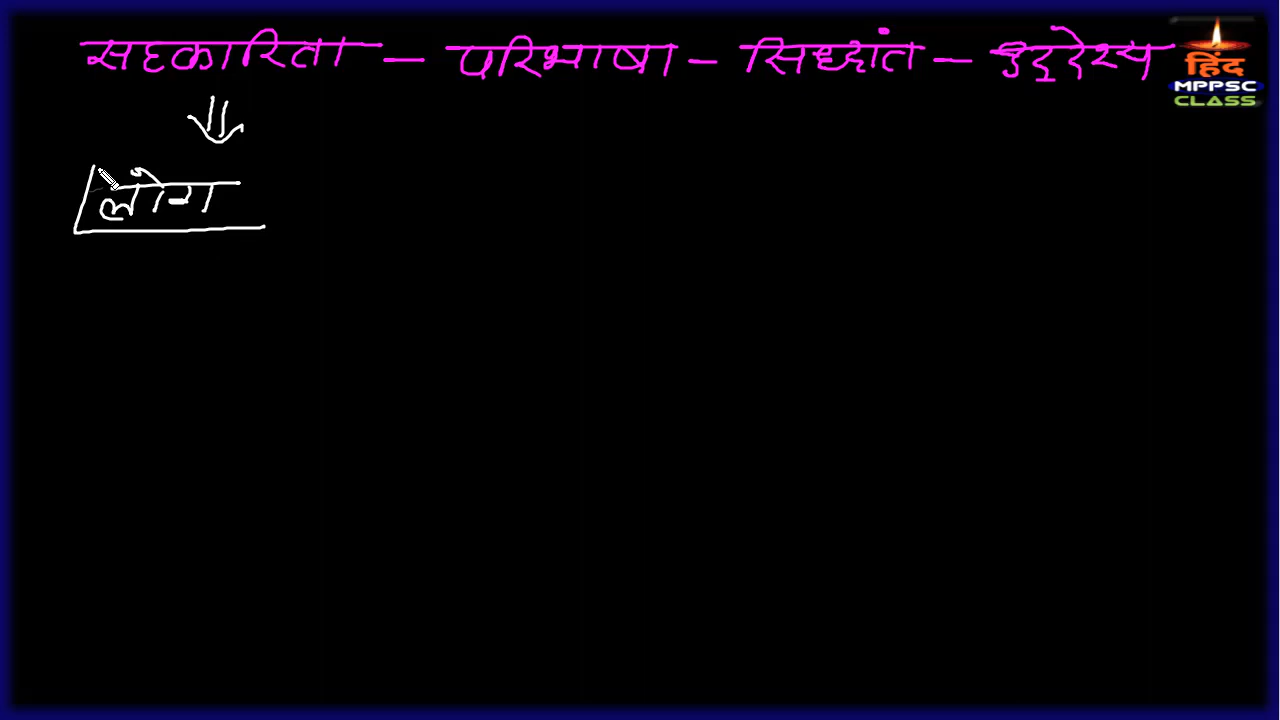 सहकारिता — परिभाषा — सिध्दांत — उद्देश्य
हिंद
MPPSC
CLASS
लोग